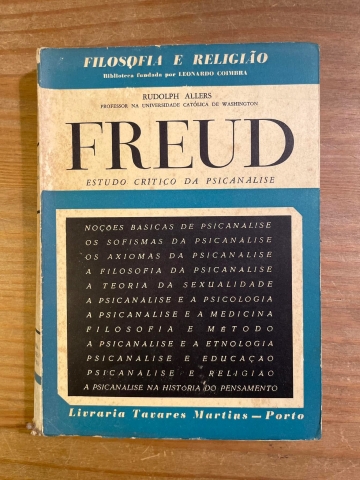 FILOSOFIA E RELIGIÃO
Biblioteca fundada por LEONARDO COIMBRA
RUDOLPH ALLERS
PROFESSOR NA UNIVERSIDADE CATÓLICA DE WASHINGTON
FREUD
ESTUDO CRITICO DA PSICANALISE
NOÇÕES BASICAS DE PSICANALISE
OS SOFISMAS DA PSICANALISE
OS AXIOMAS DA PSICANALISE
A FILOSOFIA DA PSICANALISE
A TEORIA DA SEXUALIDADE
A PSICANALISE E A PSICOLOGIA
A PSICANALISE E A MEDICINA
FILOSOFIA E METODO
A PSICANALISE E A ETNOLOGIA
PSICANALISE E EDUCAÇAO
PSICANALISE E RELIGIAO
A PSICANALISE NA HISTORIA DO PENSAMENTO
Livraria Tavares Martins — Porto